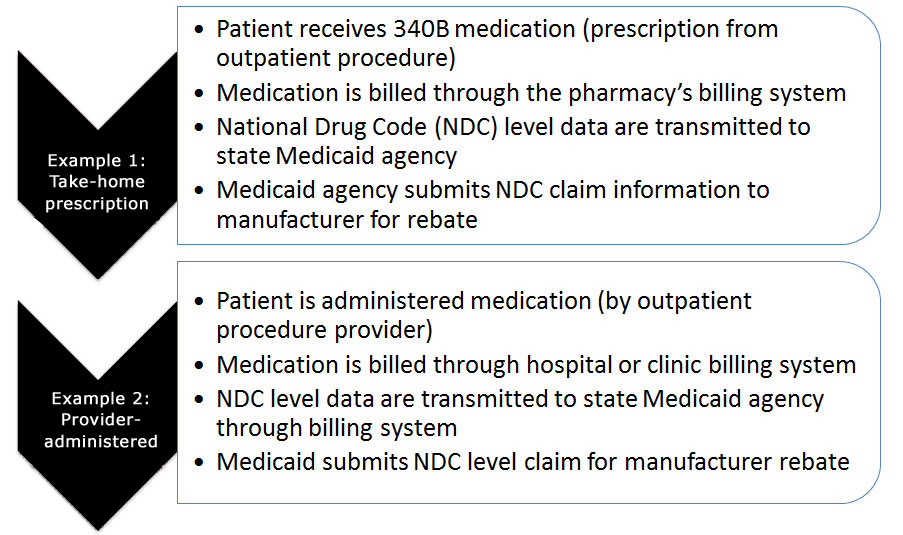 Example 1:
Take-home
prescription
• Patient receives 340B medication (prescription from
outpatient procedure)
• Medication is billed through the pharmacy’s billing system
• National Drug Code (NDC) level data are transmitted to
state Medicaid agency
• Medicaid agency submits NDC claim information to
manufacturer for rebate
Example 2:
Provider-
administered
• Patient is administered medication (by outpatient
procedure provider)
• Medication is billed through hospital or clinic billing system
• NDC level data are transmitted to state Medicaid agency
through billing system
• Medicaid submits NDC level claim for manufacturer rebate